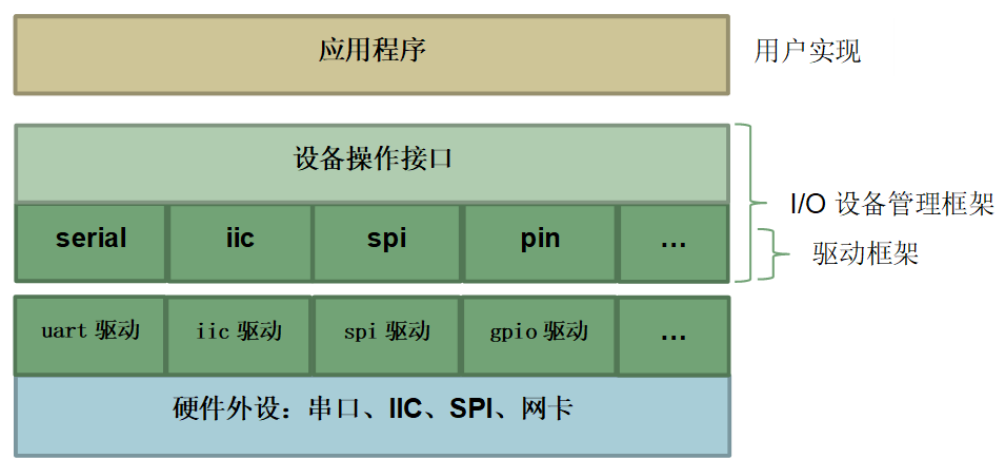 应用程序
用户实现
设备操作接口
I/O 设备管理框架
serial
iic
spi
pin
...
驱动框架
uart 驱动
iic 驱动
spi 驱动
gpio 驱动
...
硬件外设：串口、IIC、SPI、网卡